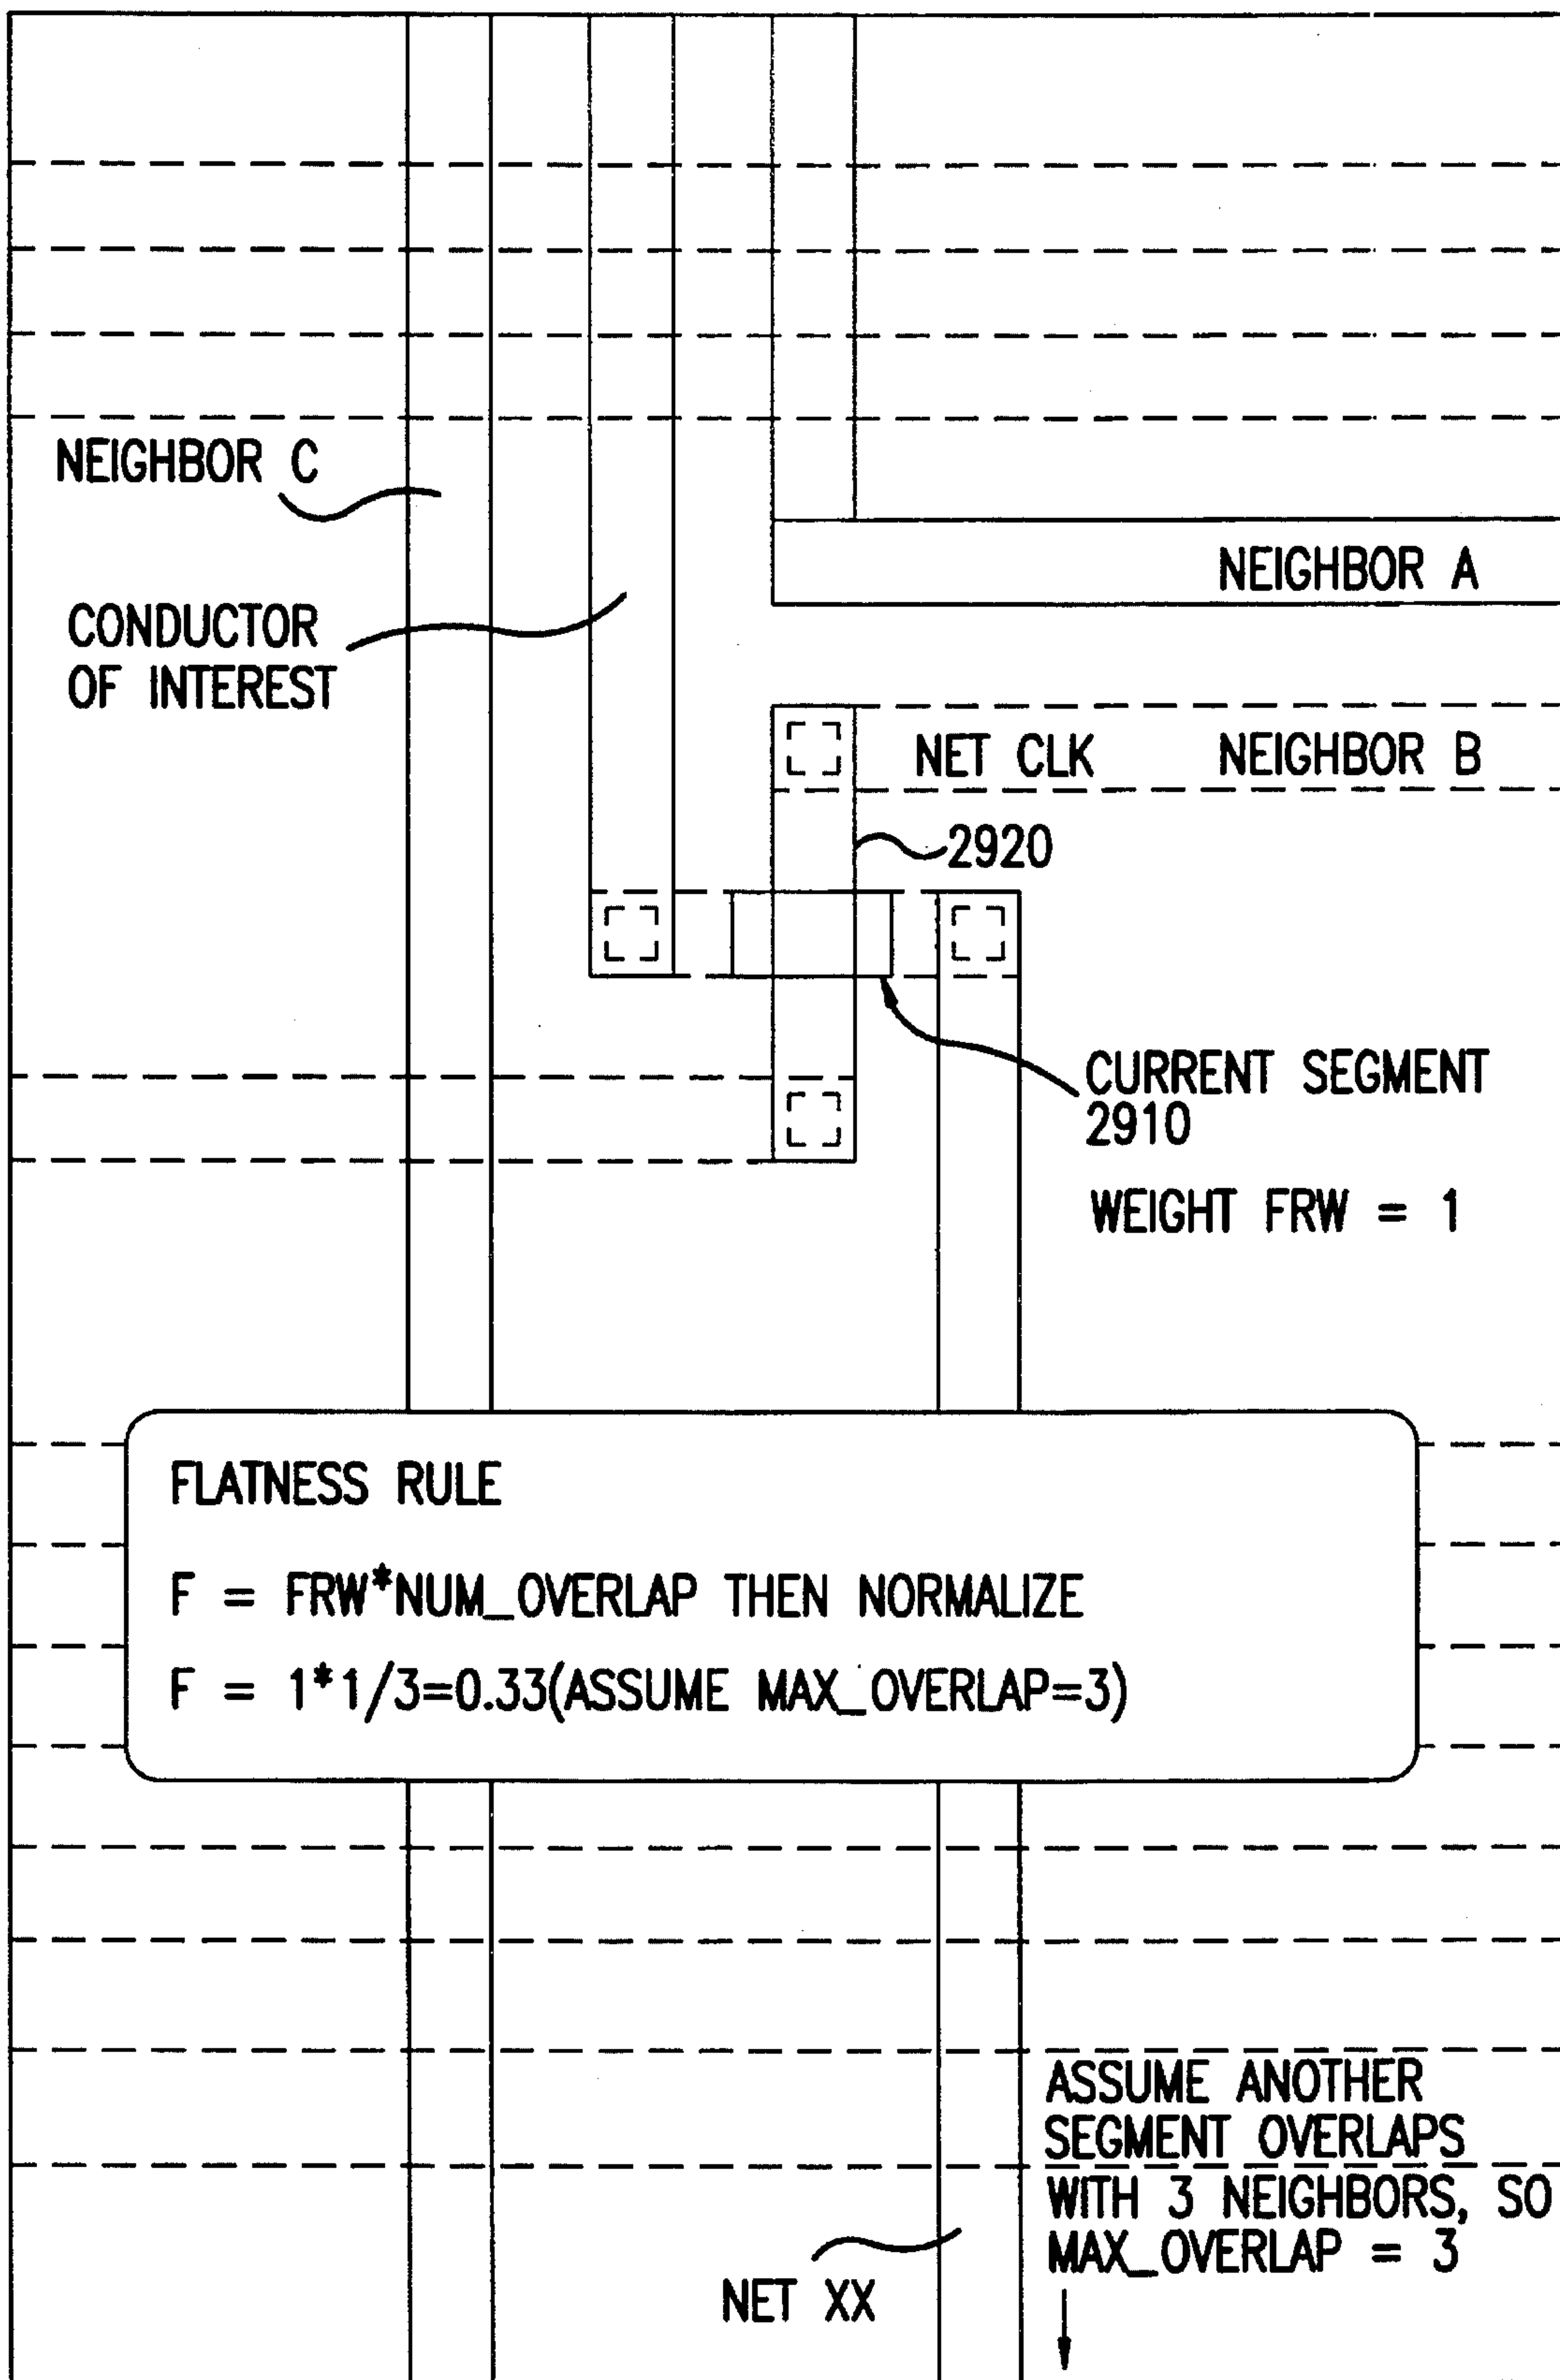 NEIGHBOR C
NEIGHBOR A
CONDUCTOR
OF INTEREST
NET CLK NEIGHBOR B
2920
CURRENT SEGMENT
2910
WEIGHT FRW = 1
FLATNESS RULE
F = FRW*NUM_OVERLAP THEN NORMALIZE
F = 1*1/3=0.33(ASSUME MAX_OVERLAP=3)
ASSUME ANOTHER
SEGMENT OVERLAPS
WITH 3 NEIGHBORS, SO
MAX_OVERLAP = 3
NET XX